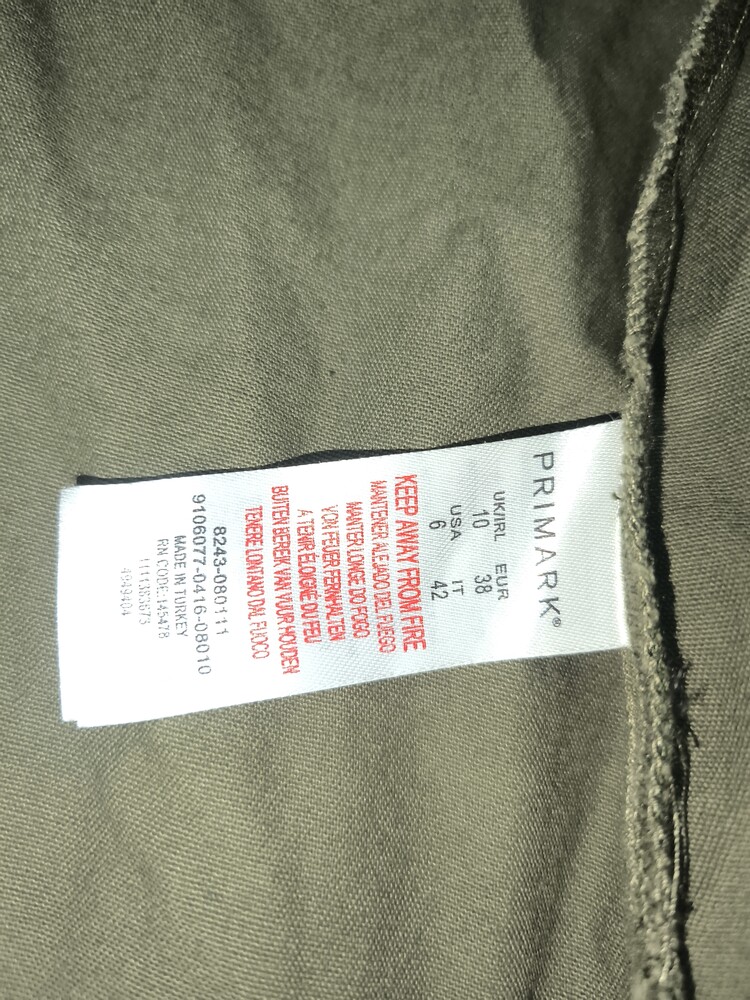 PRIMARK®
UK/IRL EUR
10 38
USA IT
6 42
KEEP AWAY FROM FIRE
MANTENER ALEJADO DEL FUEGO
MANTER LONGE DO FOGO
VON FEUER FERNHALTEN
A TENIR ÉLOIGNÉ DU FEU
BUITEN BEREIK VAN VUUR HOUDEN
TENERE LONTANO DAL FUOCO
8243-080111
9106077-0416-08010
MADE IN TURKEY
RN CODE:145478